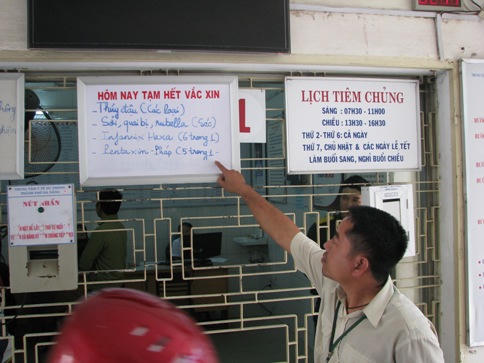 HÔM NAY TẠM HẾT VẮC XIN
- Thủy đậu (Các loại)
- Sởi, quai bị, rubella (Sởi)
- Infanrix Hexa (6 trong 1)
- Pentaxim - Pháp (5 trong 1)
L
LỊCH TIÊM CHỦNG
SÁNG : 07H30 - 11H00
CHIỀU : 13H30 - 16H30
THỨ 2- THỨ 6: CẢ NGÀY
THỨ 7, CHỦ NHẬT & CÁC NGÀY LỄ TẾT
LÀM BUỔI SÁNG, NGHỈ BUỔI CHIỀU
NÚT NHẤN